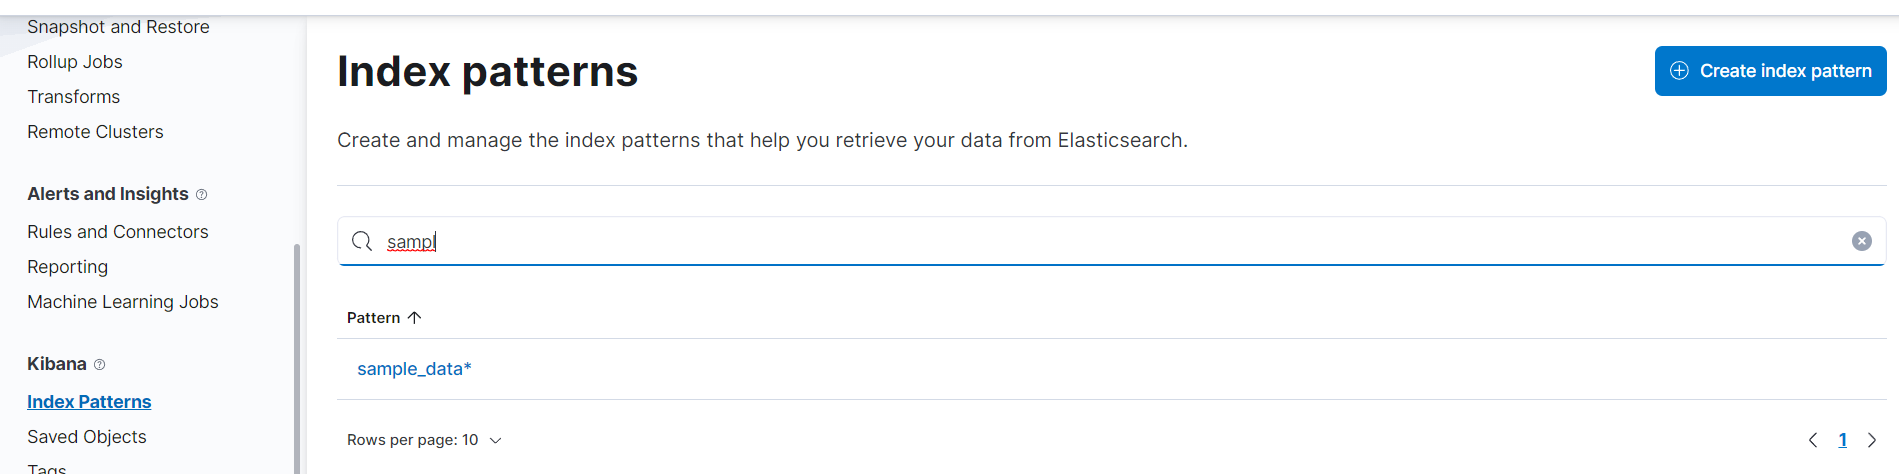 Snapshot and Restore
Rollup Jobs
Transforms
Remote Clusters
Alerts and Insights
Rules and Connectors
Reporting
Machine Learning Jobs
Kibana
Index Patterns
Saved Objects
Tags
Index patterns
Create index pattern
Create and manage the index patterns that help you retrieve your data from Elasticsearch.
sampl
Pattern
sample_data*
Rows per page: 10
1